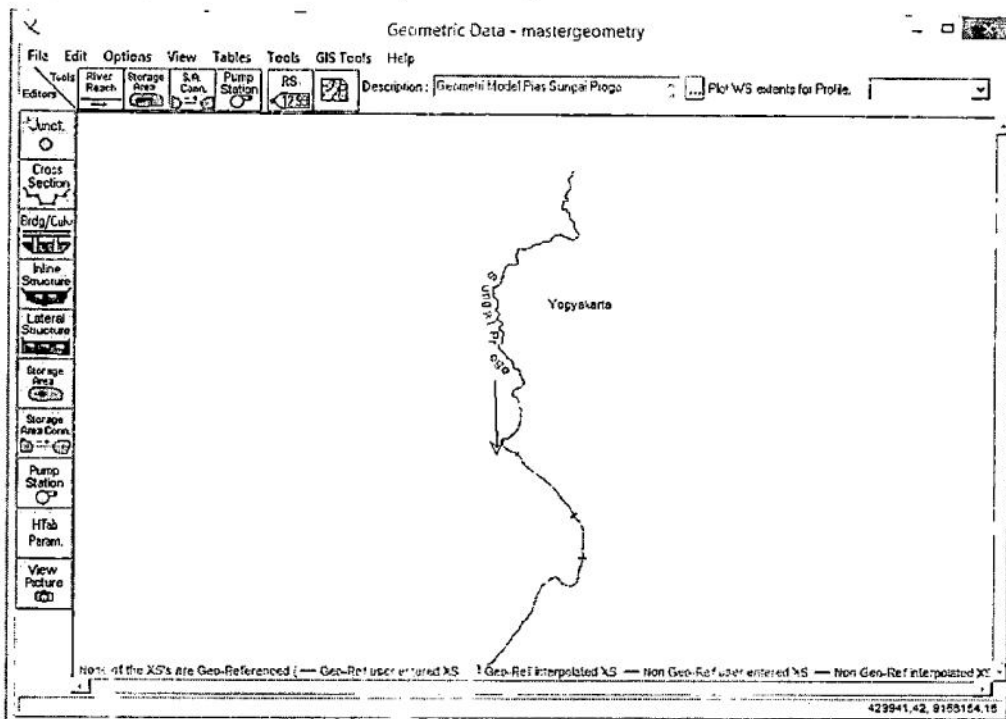 Geometric Data - mastergeometry
File Edit Options View Tables Tools GIS Tools Help
Tools
Editors
River Reach
Storage Area
S.A. Conn.
Pump Station
RS
Description :
Geometri Model Pias Sungai Progo
...
Plot WS extents for Profile:
Junct.
Cross Section
Brdg/Culv
Inline Structure
Lateral Structure
Storage Area
Storage Area Conn.
Pump Station
HTab Param.
View Picture
Sungai Progo
Yogyakarta
None of the XS's are Geo-Referenced ( — Geo-Ref user entered XS — Geo-Ref interpolated XS — Non Geo-Ref user entered XS — Non Geo-Ref interpolated XS